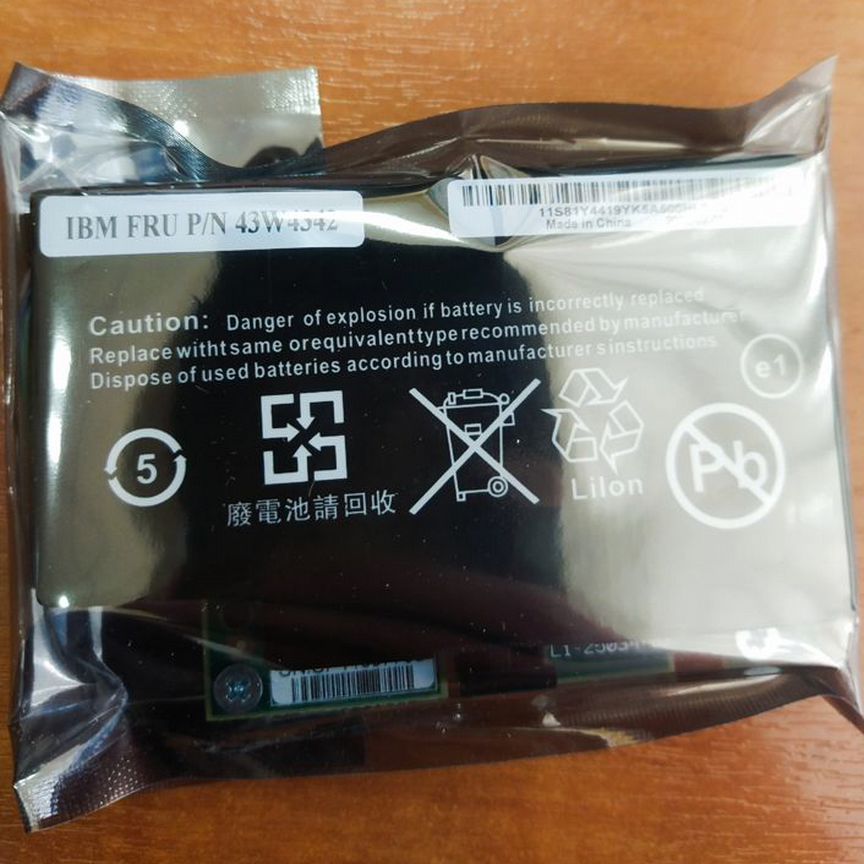 IBM FRU P/N 43W4342
Made in China
Caution: Danger of explosion if battery is incorrectly replaced
Replace witht same orequivalent type recommended by manufacturer
Dispose of used batteries according to manufacturer s instructions
e1
5
廢電池請回收
LiIon
Pb